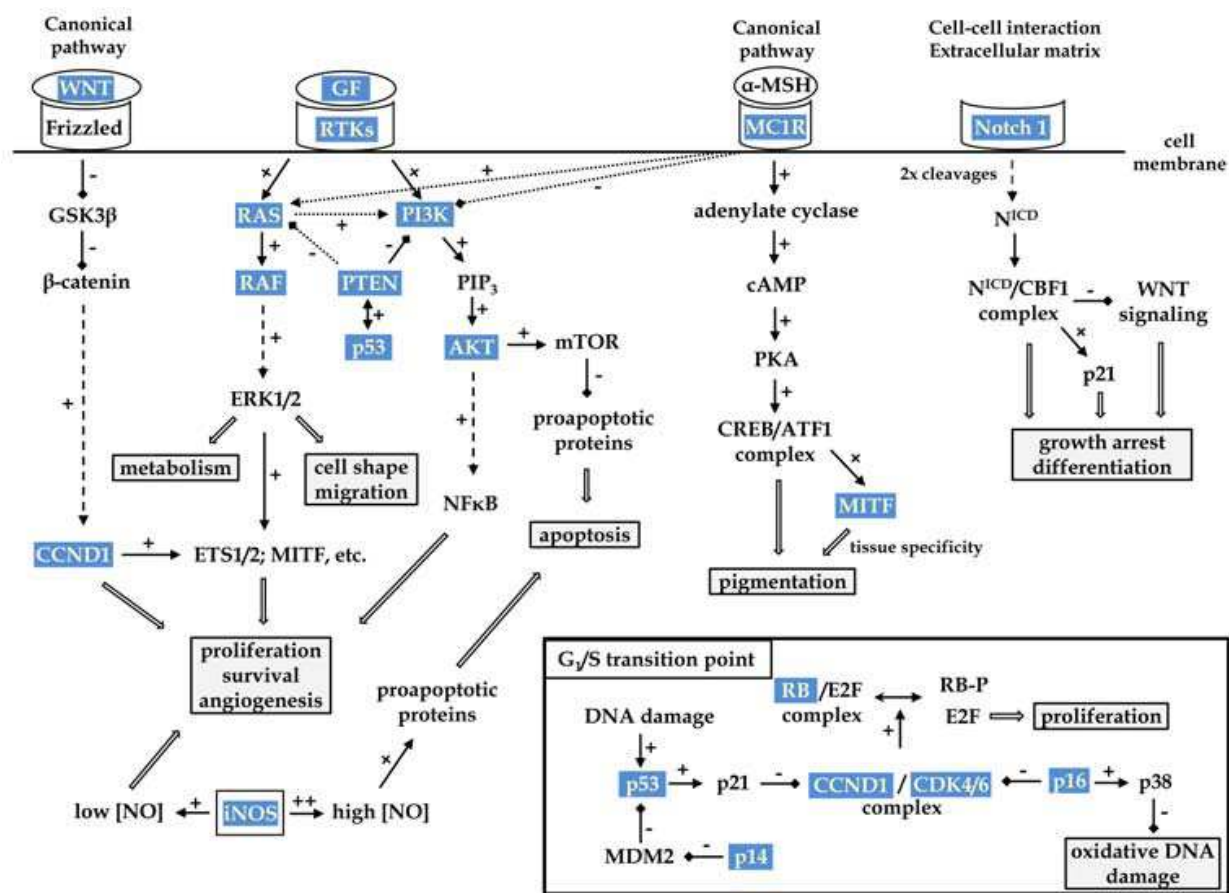 Canonical
pathway
WNT
Frizzled
GF
RTKs
Canonical
pathway
α-MSH
MC1R
Cell-cell interaction
Extracellular matrix
Notch 1
cell
membrane
-
+
+
+
-
+
2x cleavages
GSK3β
RAS
+
PI3K
adenylate cyclase
N^ICD
-
+
-
-
+
+
β-catenin
RAF
PTEN
PIP₃
cAMP
N^ICD/CBF1
complex
-
WNT
signaling
+
+
+
+
p53
AKT
+
mTOR
PKA
p21
+
+
-
+
+
ERK1/2
proapoptotic
proteins
CREB/ATF1
complex
+
growth arrest
differentiation
metabolism
+
cell shape
migration
NFκB
MITF
CCND1
+
ETS1/2; MITF, etc.
apoptosis
tissue specificity
pigmentation
proliferation
survival
angiogenesis
proapoptotic
proteins
+
low [NO]
+
iNOS
++
high [NO]
G₁/S transition point
RB /E2F
complex
RB-P
E2F
proliferation
DNA damage
+
+
p53
+
p21
-
CCND1 / CDK4/6
complex
-
p16
+
p38
-
-
MDM2
-
p14
oxidative DNA
damage